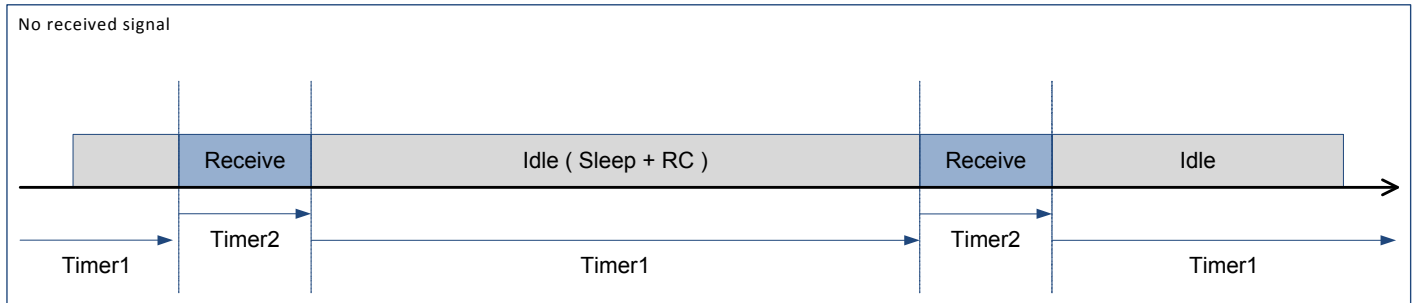 No received signal
Receive
Idle ( Sleep + RC )
Receive
Idle
Timer2
Timer2
Timer1
Timer1
Timer1